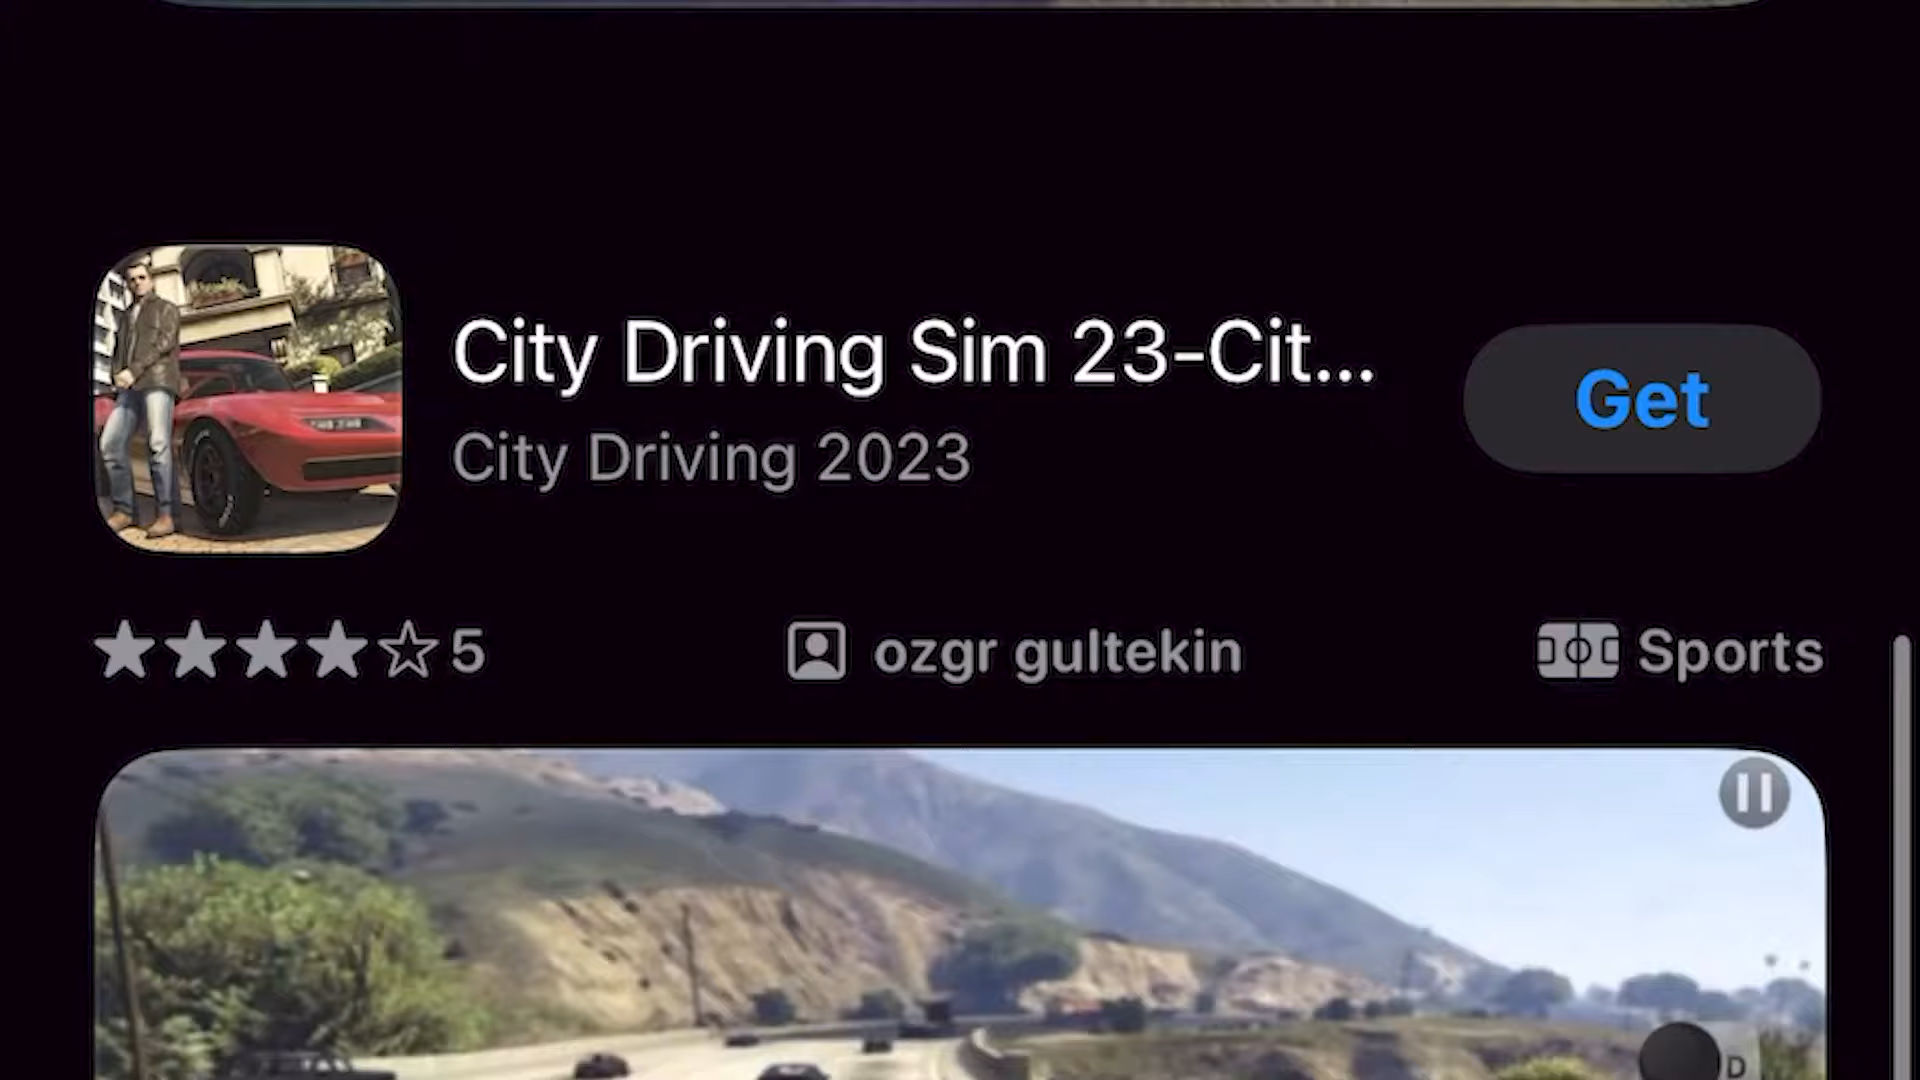 City Driving Sim 23-Cit...
City Driving 2023
Get
5
ozgr gultekin
Sports
D